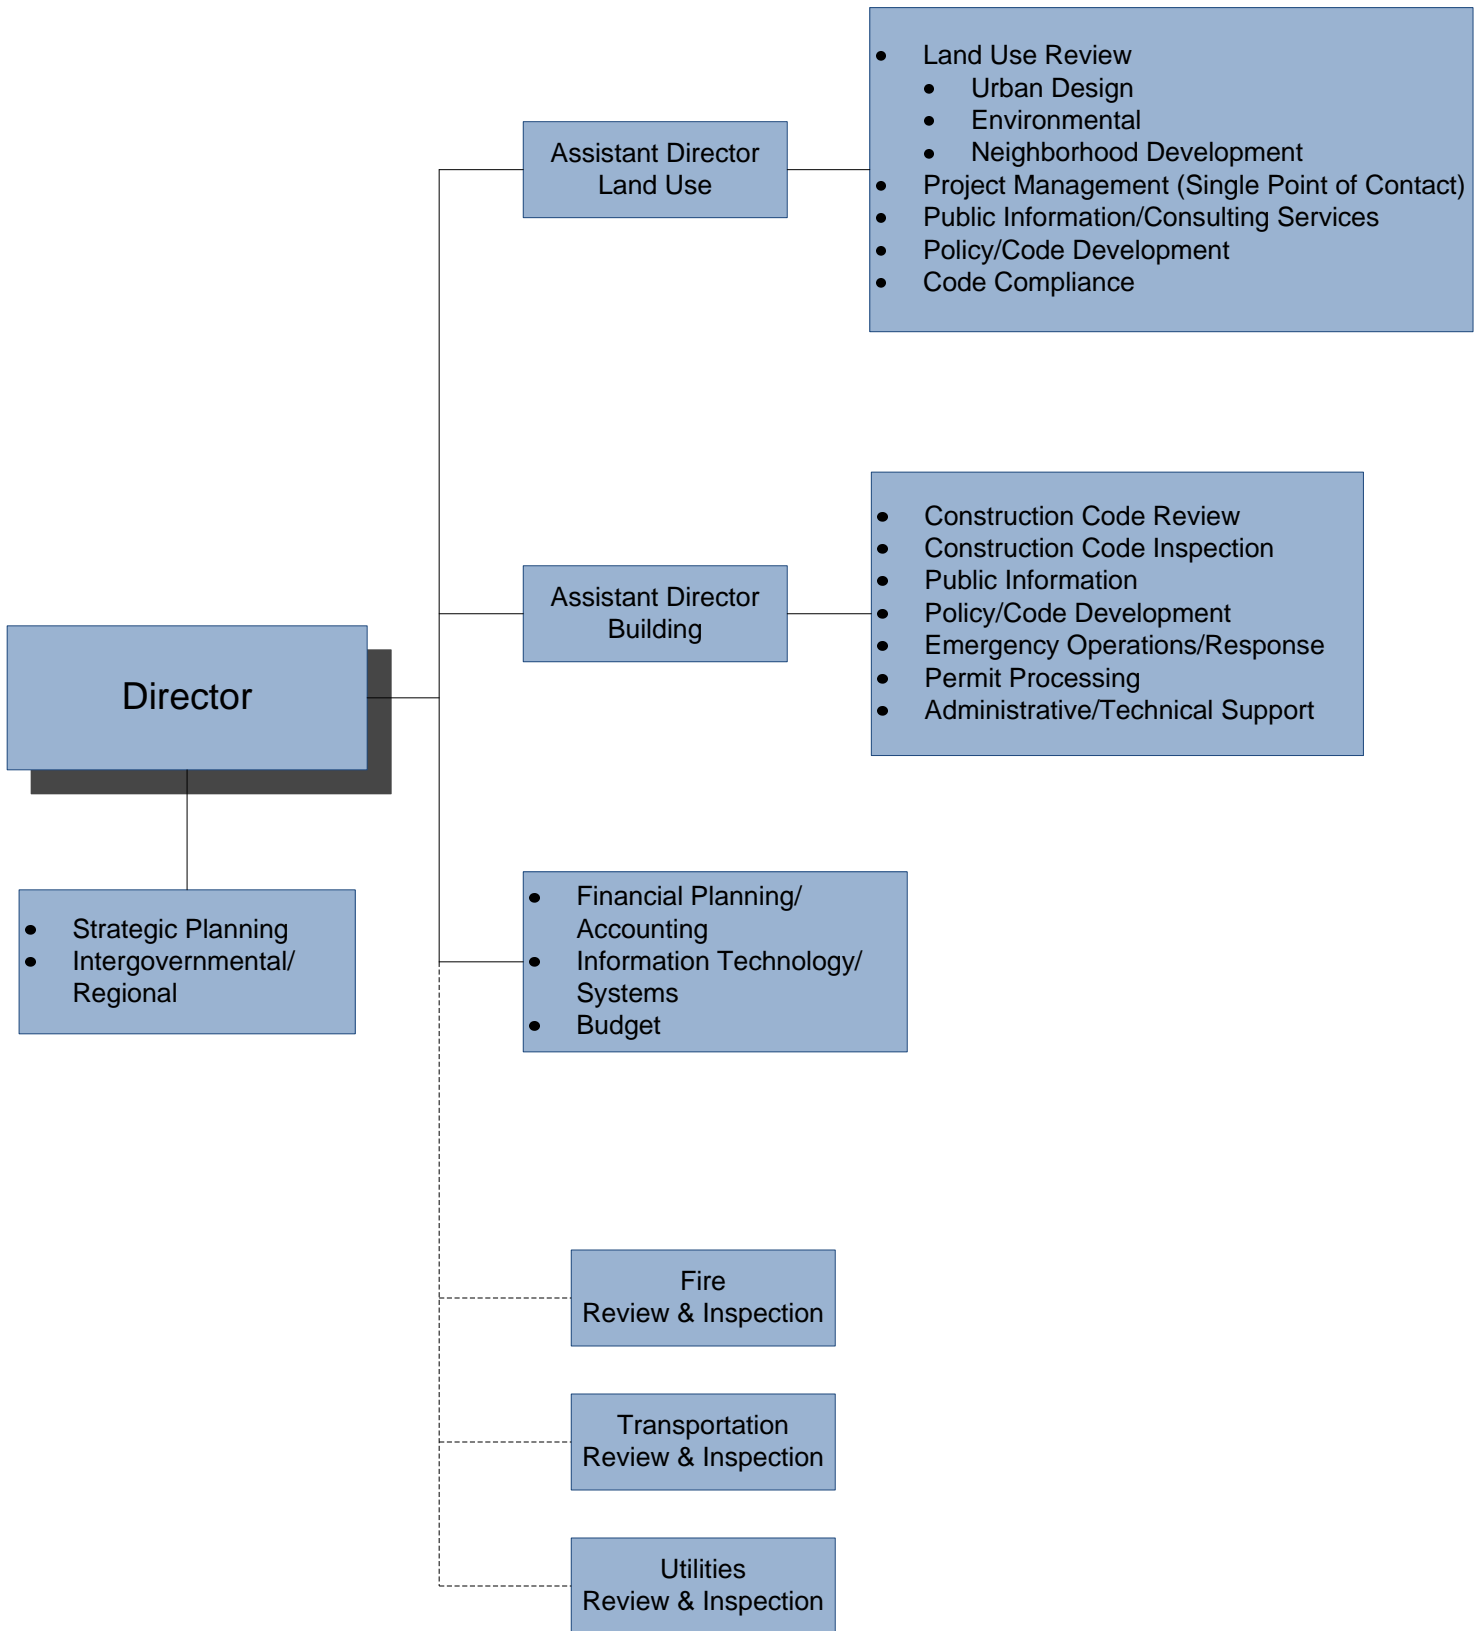 Director
• Strategic Planning
• Intergovernmental/
Regional
Assistant Director
Land Use
• Land Use Review
• Urban Design
• Environmental
• Neighborhood Development
• Project Management (Single Point of Contact)
• Public Information/Consulting Services
• Policy/Code Development
• Code Compliance
Assistant Director
Building
• Construction Code Review
• Construction Code Inspection
• Public Information
• Policy/Code Development
• Emergency Operations/Response
• Permit Processing
• Administrative/Technical Support
• Financial Planning/
Accounting
• Information Technology/
Systems
• Budget
Fire
Review & Inspection
Transportation
Review & Inspection
Utilities
Review & Inspection